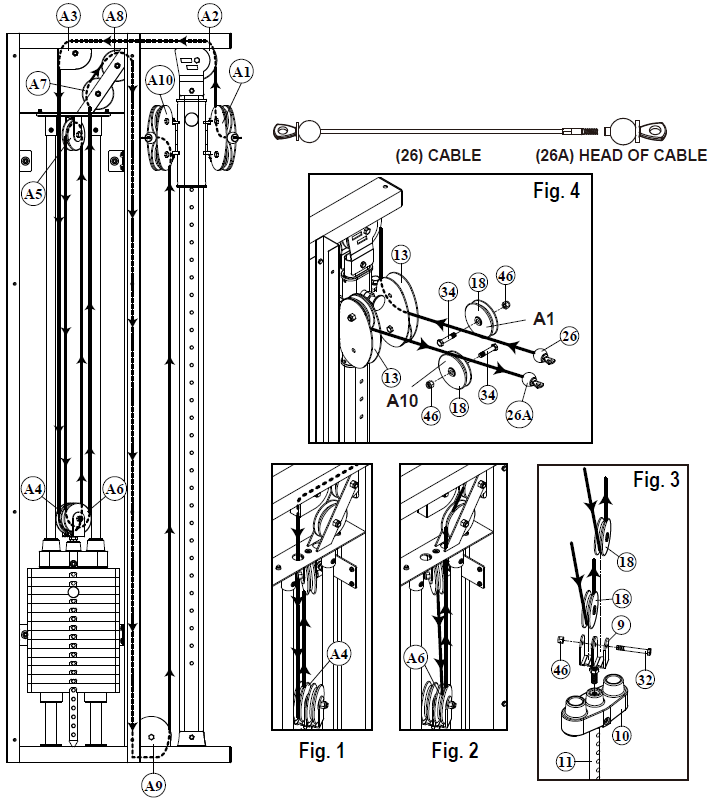 A3
A8
A2
A7
A10
A1
A5
A4
A6
A9
(26) CABLE
(26A) HEAD OF CABLE
Fig. 4
13
34
18
46
A1
26
13
A10
46
18
34
26A
A4
Fig. 1
A6
Fig. 2
Fig. 3
18
18
9
46
32
10
11